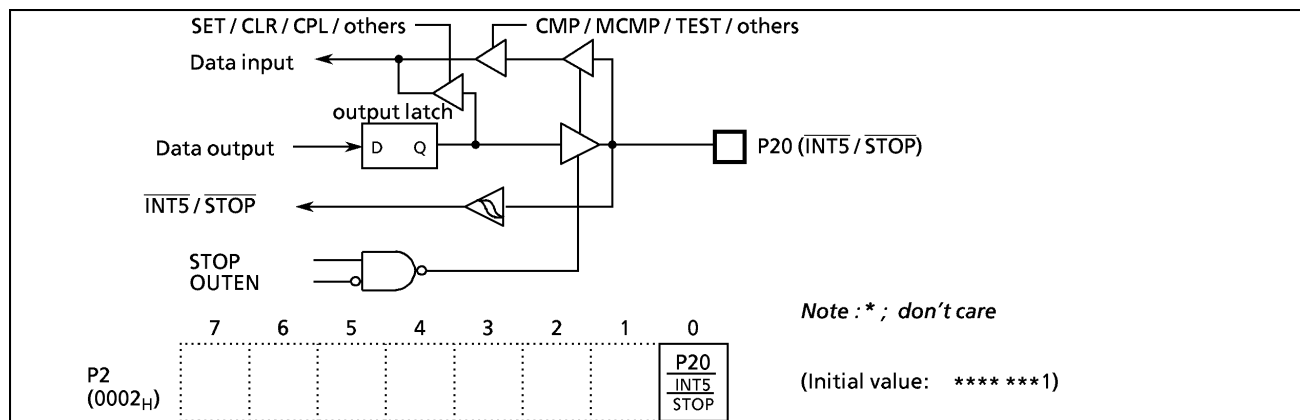 SET / CLR / CPL / others
CMP / MCMP / TEST / others
Data input
output latch
Data output
D Q
P20 (INT5 / STOP)
INT5 / STOP
STOP
OUTEN
Note : * ; don't care
7 6 5 4 3 2 1 0
P2
(0002H)
P20
INT5
STOP
(Initial value: **** ***1)